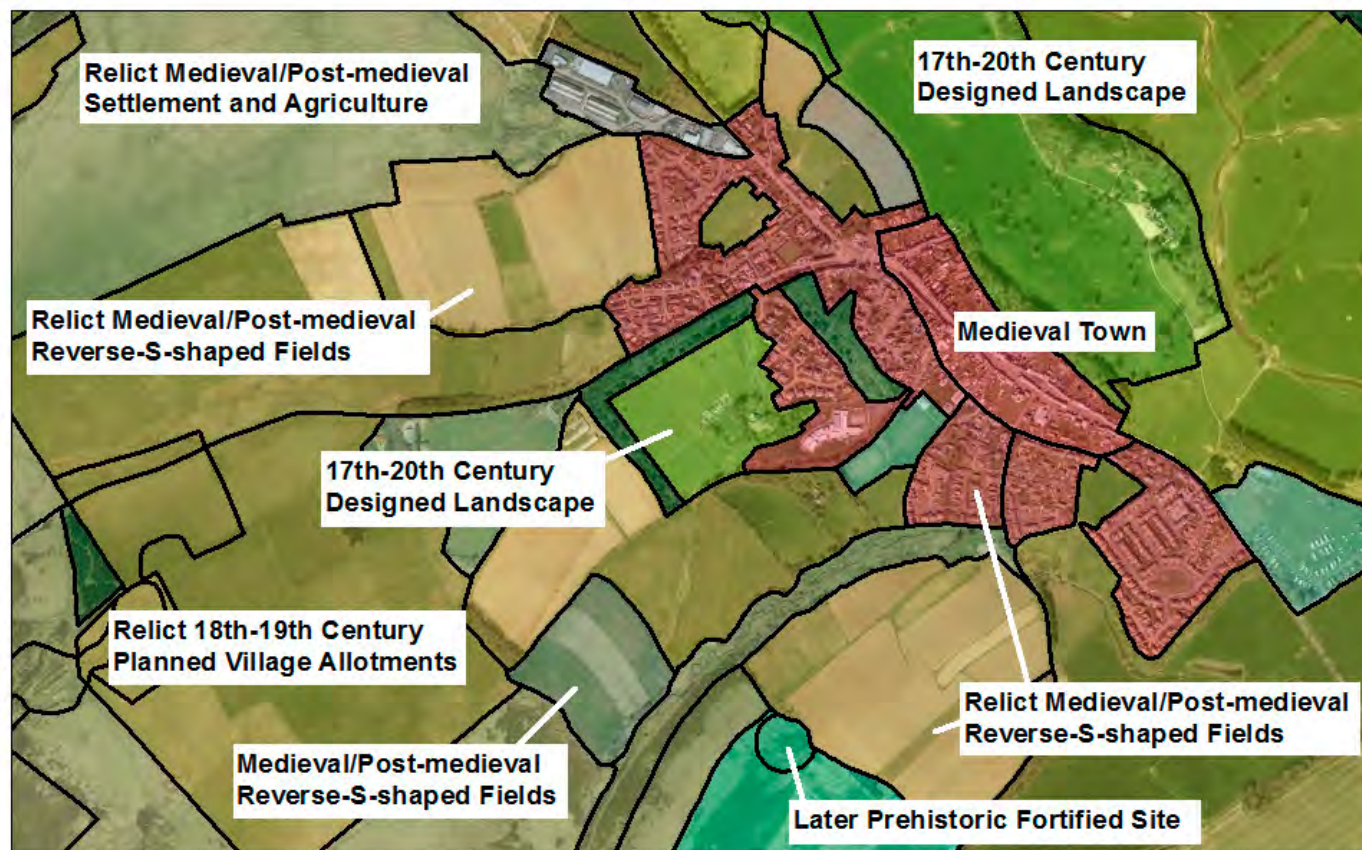 Relict Medieval/Post-medieval
Settlement and Agriculture
17th-20th Century
Designed Landscape
Relict Medieval/Post-medieval
Reverse-S-shaped Fields
Medieval Town
17th-20th Century
Designed Landscape
Relict 18th-19th Century
Planned Village Allotments
Relict Medieval/Post-medieval
Reverse-S-shaped Fields
Medieval/Post-medieval
Reverse-S-shaped Fields
Later Prehistoric Fortified Site